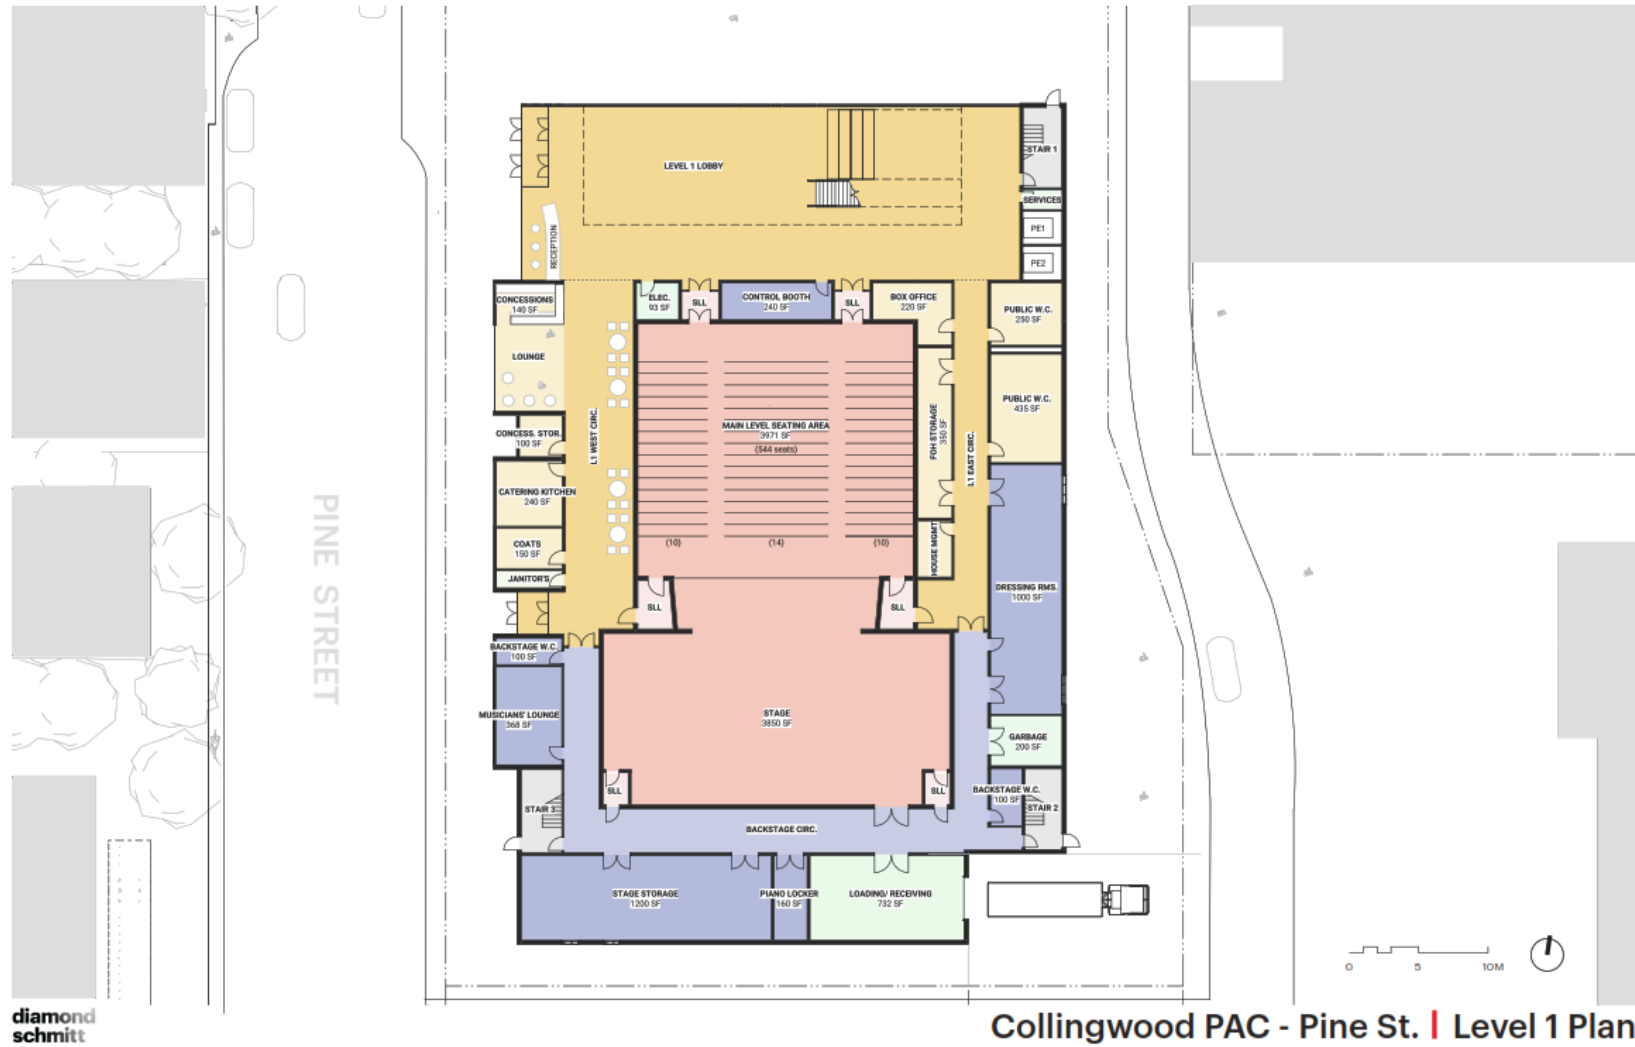 LEVEL 1 LOBBY
STAIR 1
SERVICES
PE1
PE2
RECEPTION
CONCESSIONS
140 SF
LOUNGE
ELEC.
93 SF
SLL
CONTROL BOOTH
240 SF
SLL
BOX OFFICE
220 SF
PUBLIC W.C.
250 SF
PUBLIC W.C.
435 SF
CONCESS. STOR.
100 SF
L1 WEST CIRC.
MAIN LEVEL SEATING AREA
3971 SF
(544 seats)
FOH STORAGE
350 SF
L1 EAST CIRC.
CATERING KITCHEN
240 SF
COATS
150 SF
JANITOR'S
(10)
(14)
(10)
HOUSE MGMT
DRESSING RMS.
1000 SF
SLL
SLL
PINE STREET
BACKSTAGE W.C.
100 SF
MUSICIANS' LOUNGE
368 SF
STAGE
3850 SF
GARBAGE
200 SF
STAIR 3
SLL
SLL
BACKSTAGE W.C.
100 SF
STAIR 2
BACKSTAGE CIRC.
STAGE STORAGE
1200 SF
PIANO LOCKER
160 SF
LOADING/ RECEIVING
732 SF
0 5 10M
diamond
schmitt
Collingwood PAC - Pine St. | Level 1 Plan